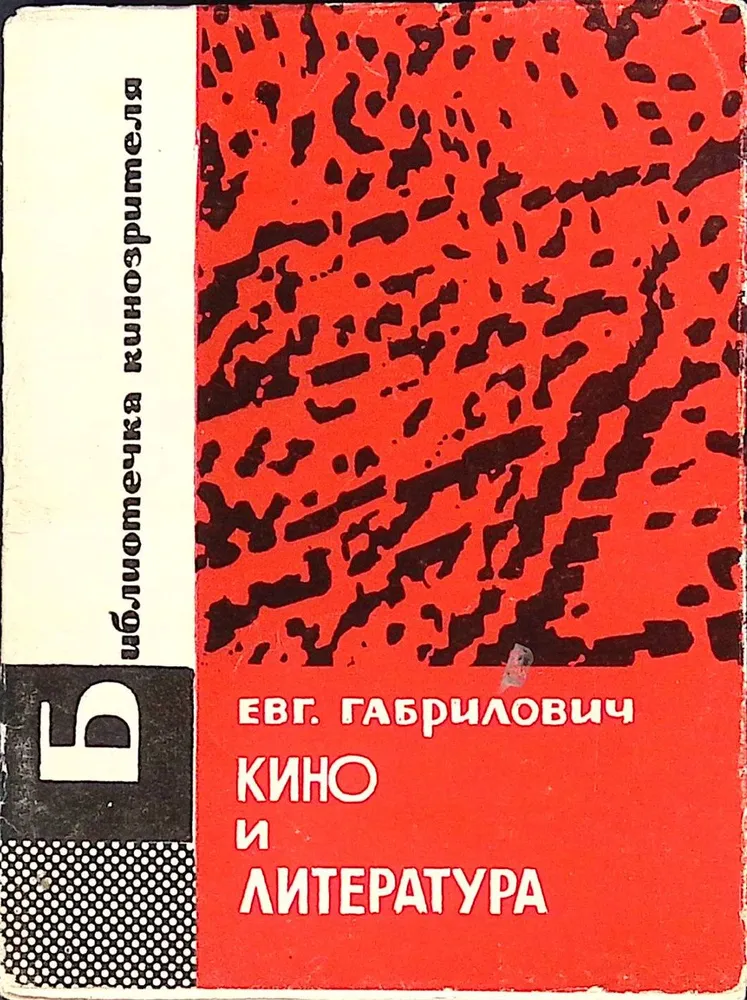 Библиотечка кинозрителя
ЕВГ. ГАБРИЛОВИЧ
КИНО
И
ЛИТЕРАТУРА